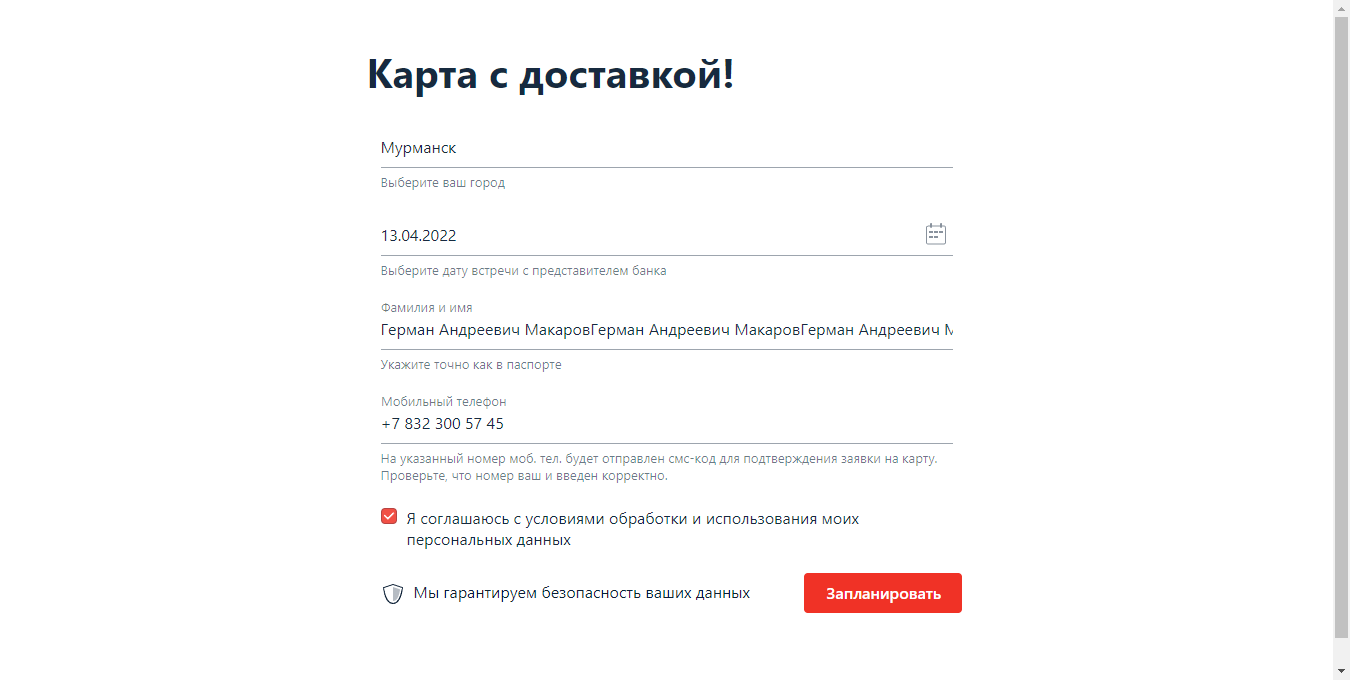 Карта с доставкой!
Мурманск
Выберите ваш город
13.04.2022
Выберите дату встречи с представителем банка
Фамилия и имя
Герман Андреевич МакаровГерман Андреевич МакаровГерман Андреевич М
Укажите точно как в паспорте
Мобильный телефон
+7 832 300 57 45
На указанный номер моб. тел. будет отправлен смс-код для подтверждения заявки на карту.
Проверьте, что номер ваш и введен корректно.
Я соглашаюсь с условиями обработки и использования моих
персональных данных
Мы гарантируем безопасность ваших данных
Запланировать